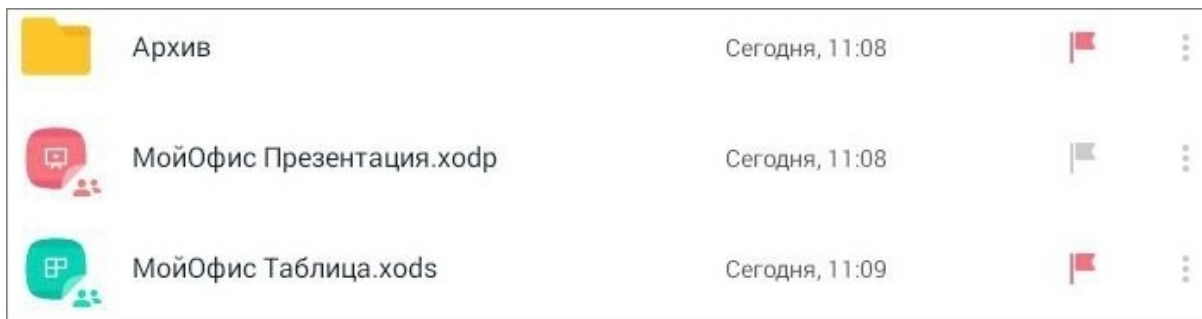 Архив Сегодня, 11:08
МойОфис Презентация.xodp Сегодня, 11:08
МойОфис Таблица.xods Сегодня, 11:09